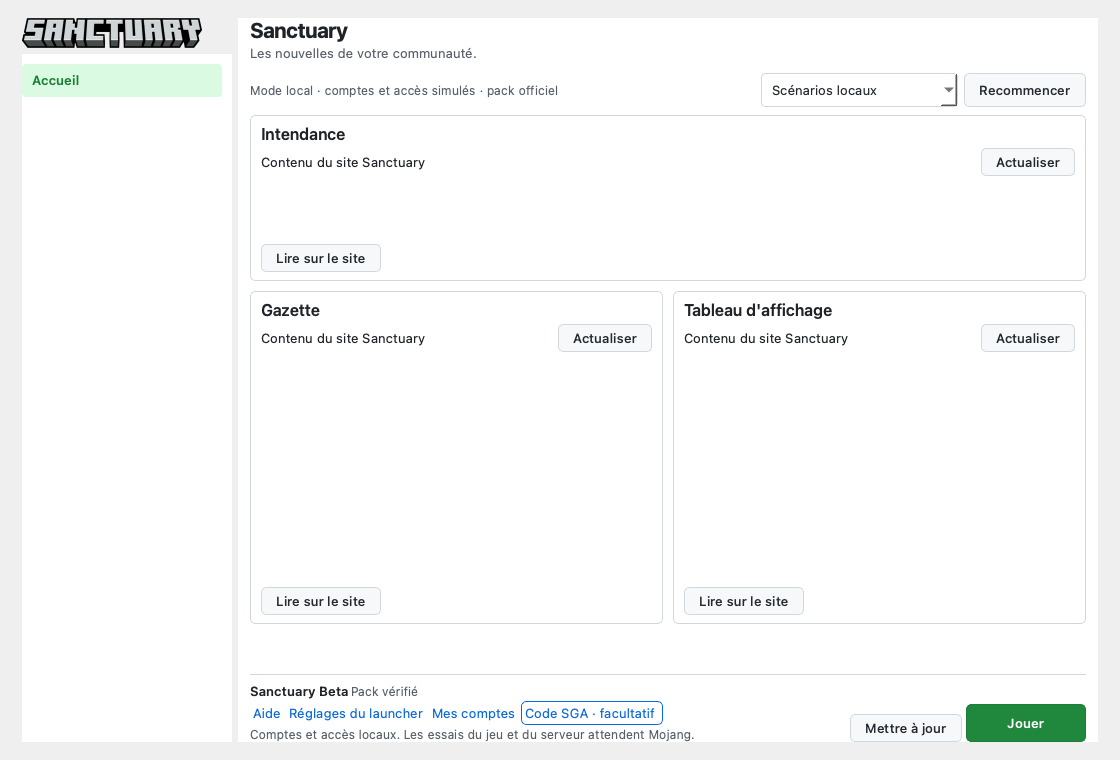 SANCTUARY
Accueil
Sanctuary
Les nouvelles de votre communauté.
Mode local · comptes et accès simulés · pack officiel
Scénarios locaux
Recommencer
Intendance
Contenu du site Sanctuary
Actualiser
Lire sur le site
Gazette
Contenu du site Sanctuary
Actualiser
Lire sur le site
Tableau d'affichage
Contenu du site Sanctuary
Actualiser
Lire sur le site
Sanctuary Beta Pack vérifié
Aide Réglages du launcher Mes comptes Code SGA · facultatif
Comptes et accès locaux. Les essais du jeu et du serveur attendent Mojang.
Mettre à jour
Jouer